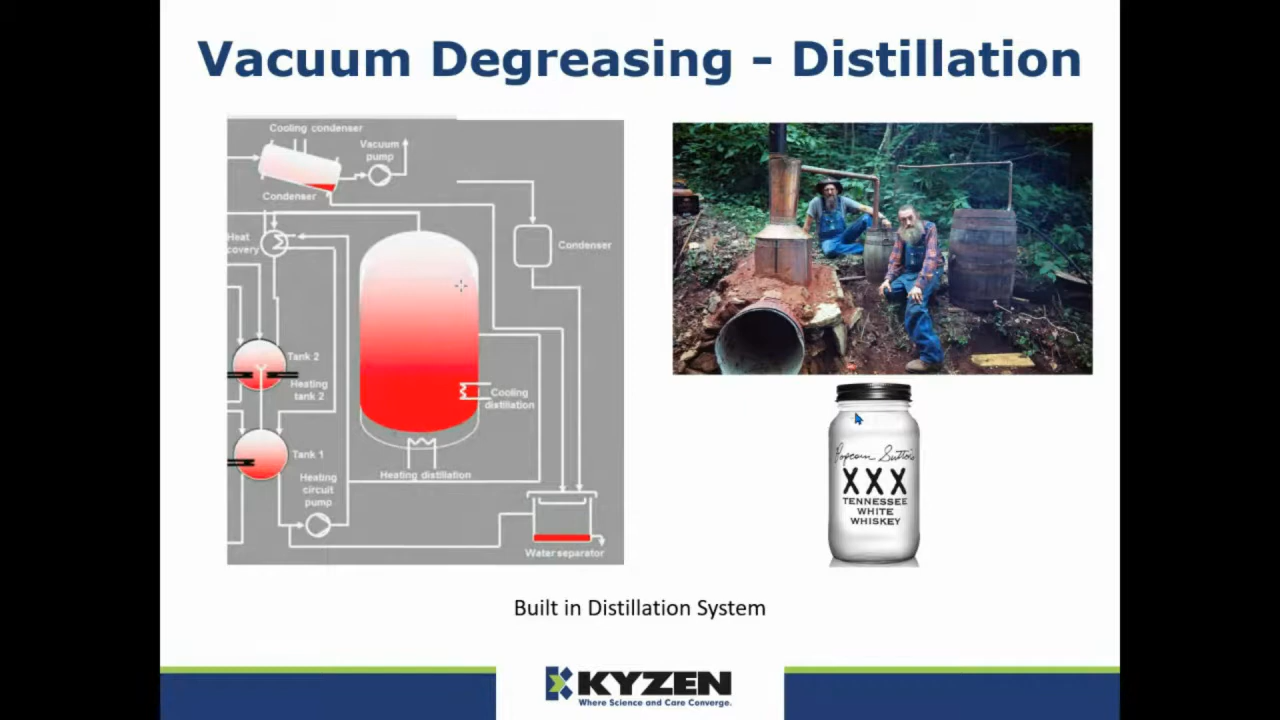 Vacuum Degreasing - Distillation
Cooling condenser
Vacuum
pump
Condenser
Heat
covery
Condenser
Tank 2
Heating
tank 2
Cooling
distillation
Tank 1
Heating distillation
Heating
circuit
pump
Water separator
Popcorn Sutton's
XXX
TENNESSEE
WHITE
WHISKEY
Built in Distillation System
KYZEN
Where Science and Care Converge.